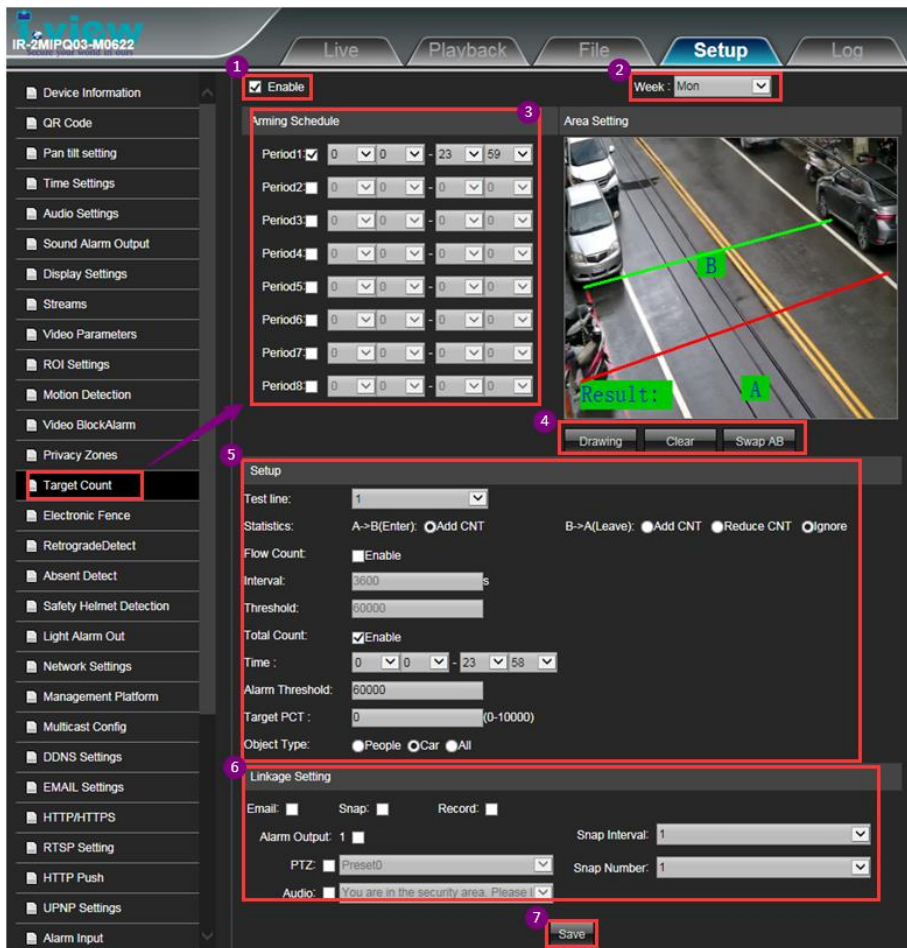 i-view
IR-2MIPQ03-M0622
Secure your world in ours
Live Playback File Setup Log
1 Enable 2 Week : Mon
Device Information
QR Code
Pan tilt setting
Time Settings
Audio Settings
Sound Alarm Output
Display Settings
Streams
Video Parameters
ROI Settings
Motion Detection
Video BlockAlarm
Privacy Zones
Target Count
Electronic Fence
RetrogradeDetect
Absent Detect
Safety Helmet Detection
Light Alarm Out
Network Settings
Management Platform
Multicast Config
DDNS Settings
EMAIL Settings
HTTP/HTTPS
RTSP Setting
HTTP Push
UPNP Settings
Alarm Input
Arming Schedule 3
Period1: 0 0 - 23 59
Period2: 0 0 - 0 0
Period3: 0 0 - 0 0
Period4: 0 0 - 0 0
Period5: 0 0 - 0 0
Period6: 0 0 - 0 0
Period7: 0 0 - 0 0
Period8: 0 0 - 0 0
Area Setting
B
Result: A
4 Drawing Clear Swap AB
5
Setup
Test line: 1
Statistics: A->B(Enter): Add CNT B->A(Leave): Add CNT Reduce CNT Ignore
Flow Count: Enable
Interval: 3600 s
Threshold: 60000
Total Count: Enable
Time : 0 0 - 23 58
Alarm Threshold: 60000
Target PCT : 0 (0-10000)
Object Type: People Car All
6
Linkage Setting
Email: Snap: Record:
Alarm Output: 1 Snap Interval: 1
PTZ: Preset0 Snap Number: 1
Audio: You are in the security area. Please l
7 Save